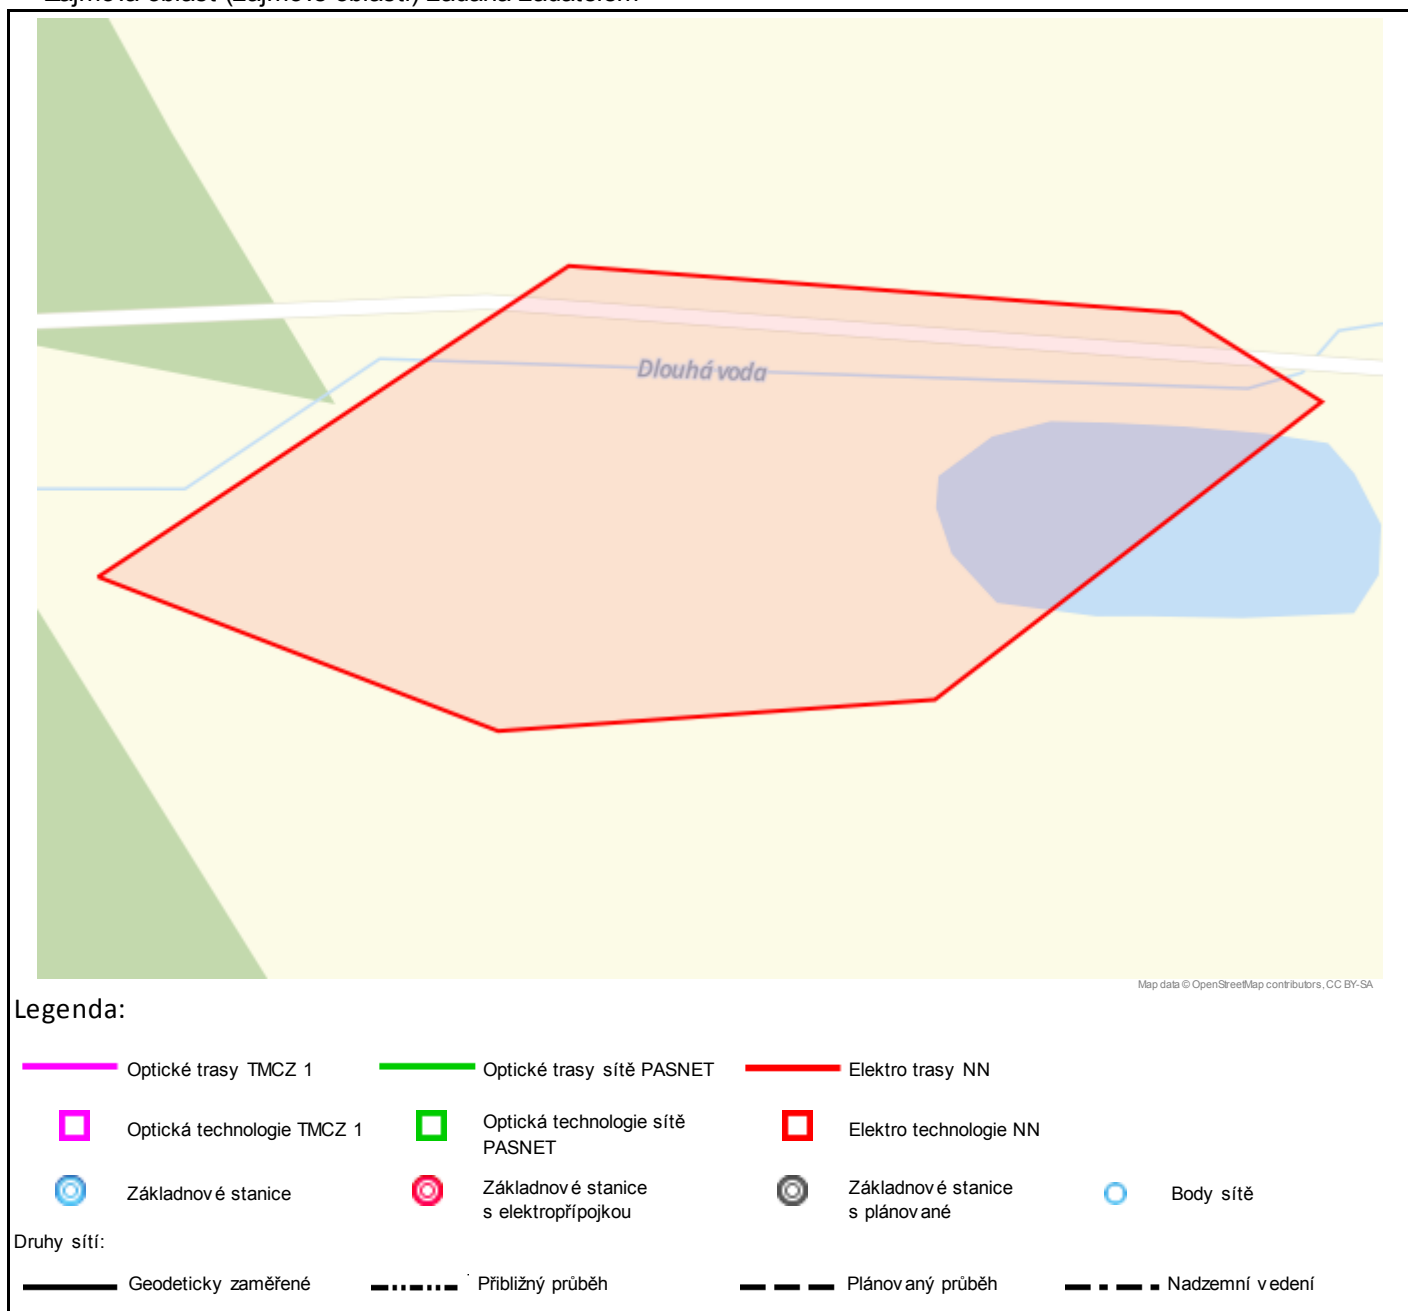 Dlouhá voda
Map data © OpenStreetMap contributors, CC BY-SA
Legenda:
Optické trasy TMCZ 1
Optické trasy sítě PASNET
Elektro trasy NN
Optická technologie TMCZ 1
Optická technologie sítě
PASNET
Elektro technologie NN
Základnové stanice
Základnové stanice
s elektropřípojkou
Základnové stanice
s plánované
Body sítě
Druhy sítí:
Geodeticky zaměřené
Přibližný průběh
Plánovaný průběh
Nadzemní vedení